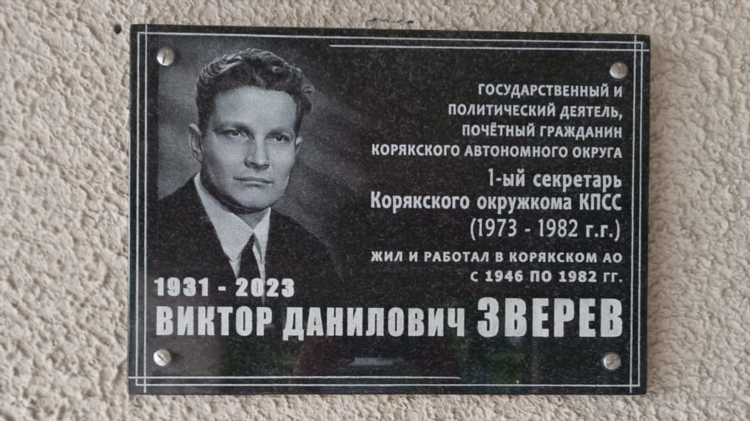 ГОСУДАРСТВЕННЫЙ И
ПОЛИТИЧЕСКИЙ ДЕЯТЕЛЬ,
ПОЧЁТНЫЙ ГРАЖДАНИН
КОРЯКСКОГО АВТОНОМНОГО ОКРУГА
1-ый секретарь
Корякского окружкома КПСС
(1973 - 1982 г.г.)
ЖИЛ И РАБОТАЛ В КОРЯКСКОМ АО
С 1946 ПО 1982 ГГ.
1931 - 2023
ВИКТОР ДАНИЛОВИЧ ЗВЕРЕВ